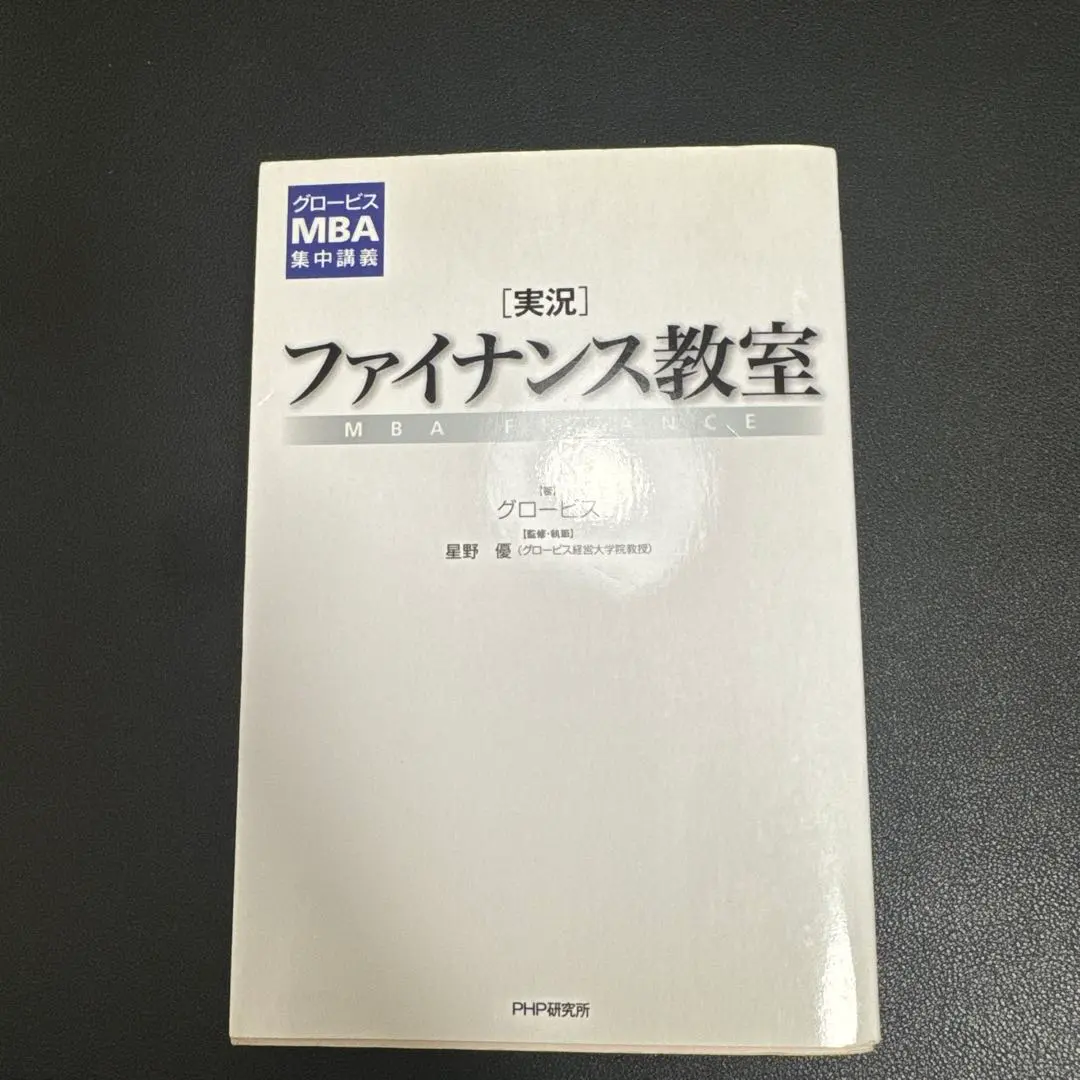 グロービス
MBA
集中講義
［実況］
ファイナンス教室
MBA FINANCE
【著】
グロービス
【監修・執筆】
星野 優（グロービス経営大学院教授）
PHP研究所